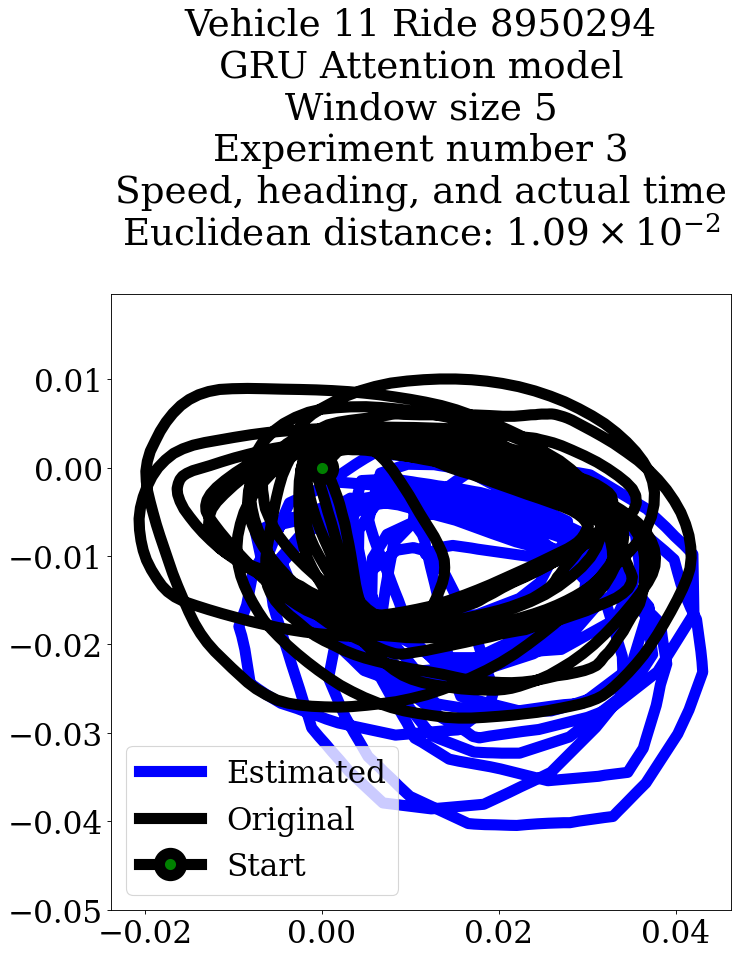 Vehicle 11 Ride 8950294
GRU Attention model
Window size 5
Experiment number 3
Speed, heading, and actual time
Euclidean distance: 1.09 × 10⁻²
0.01
0.00
−0.01
−0.02
−0.03
−0.04
−0.05
Estimated
Original
Start
−0.02
0.00
0.02
0.04